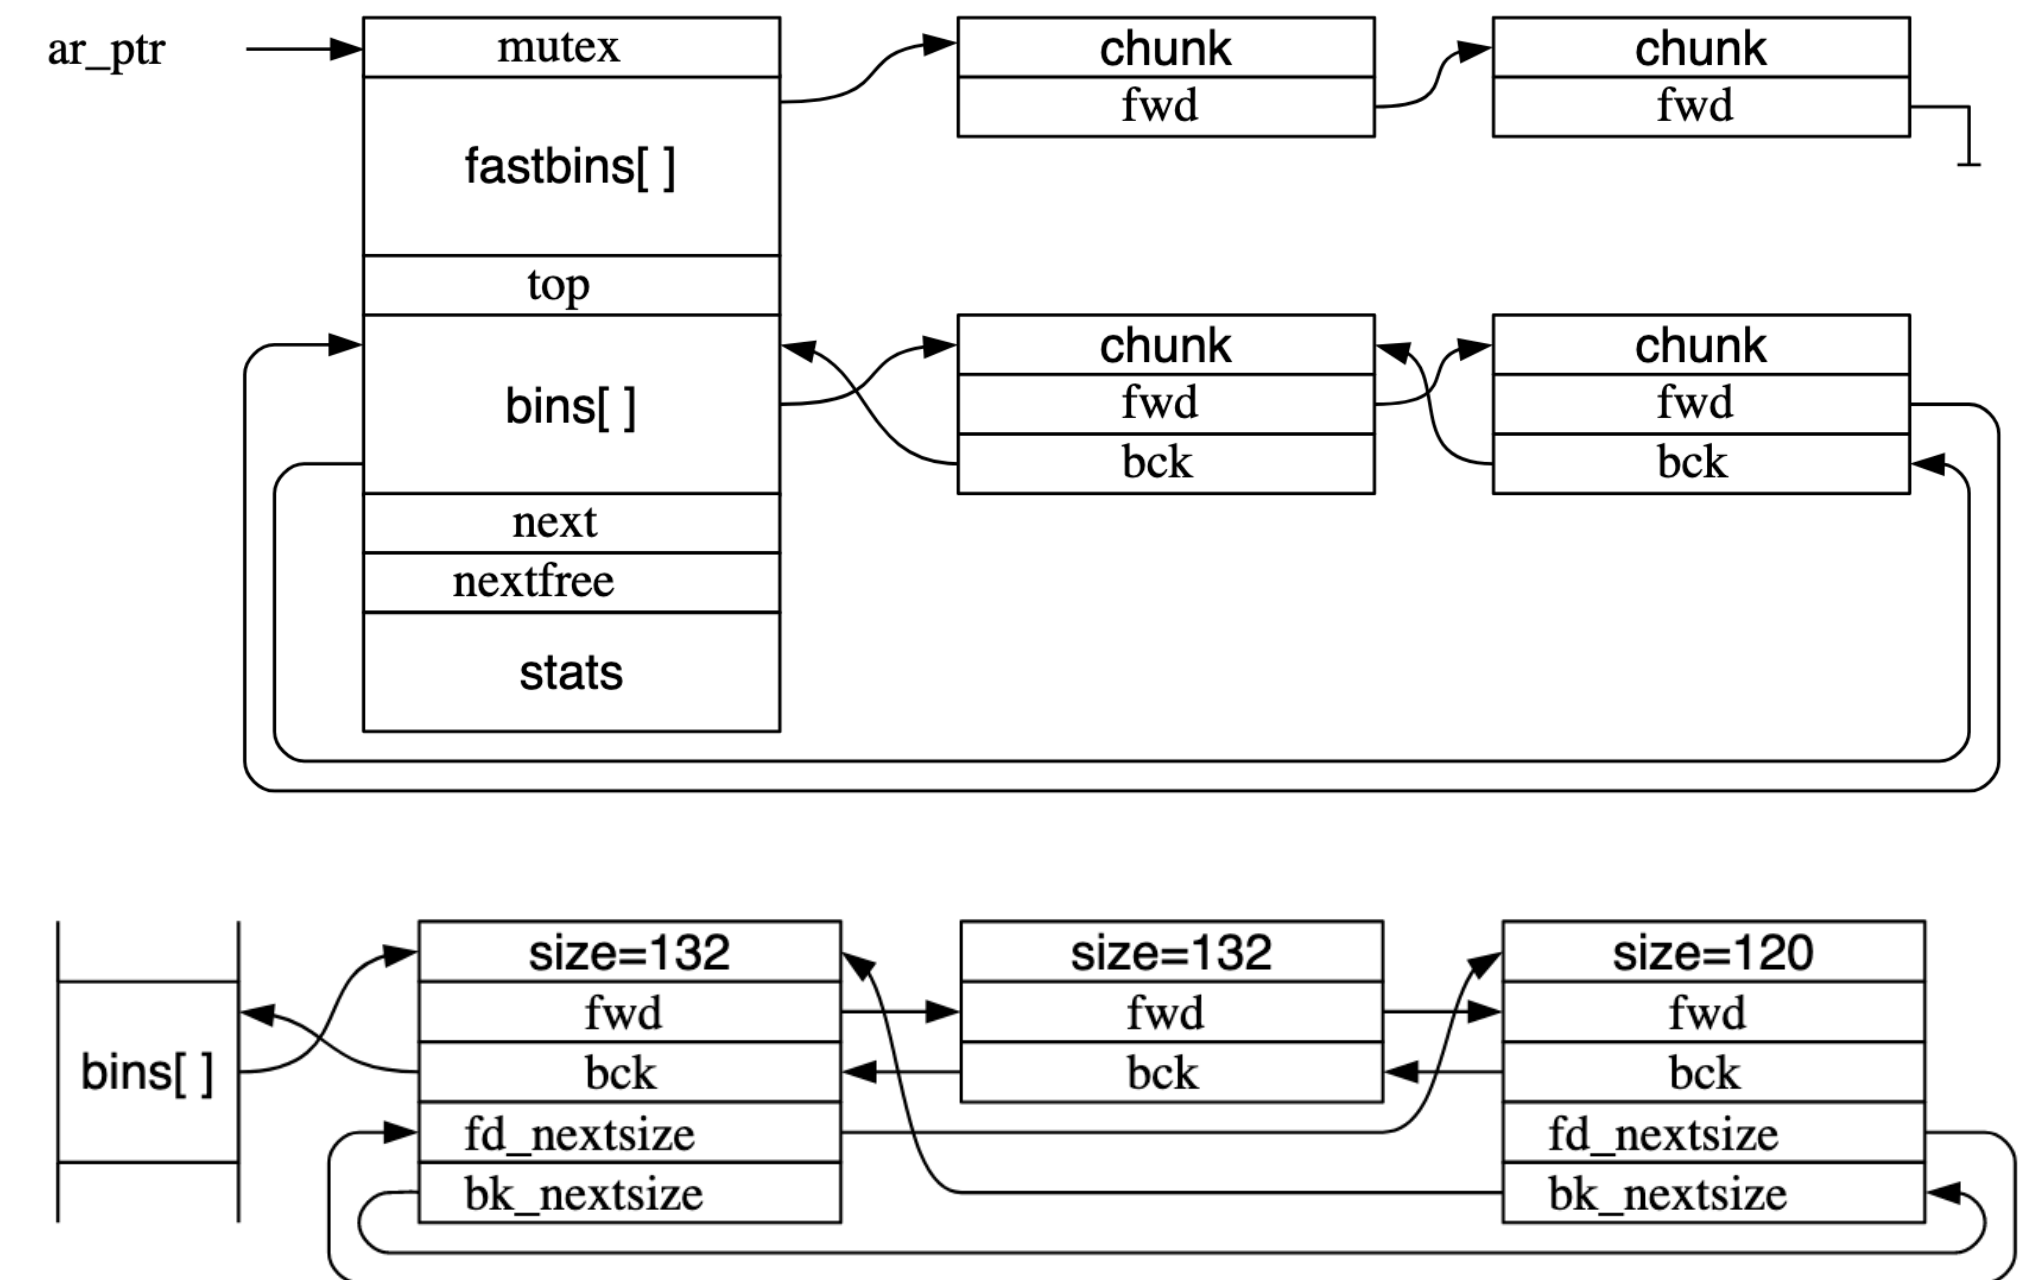 ar_ptr
mutex
fastbins[ ]
top
bins[ ]
next
nextfree
stats
chunk
fwd
chunk
fwd
chunk
fwd
bck
chunk
fwd
bck
bins[ ]
size=132
fwd
bck
fd_nextsize
bk_nextsize
size=132
fwd
bck
size=120
fwd
bck
fd_nextsize
bk_nextsize